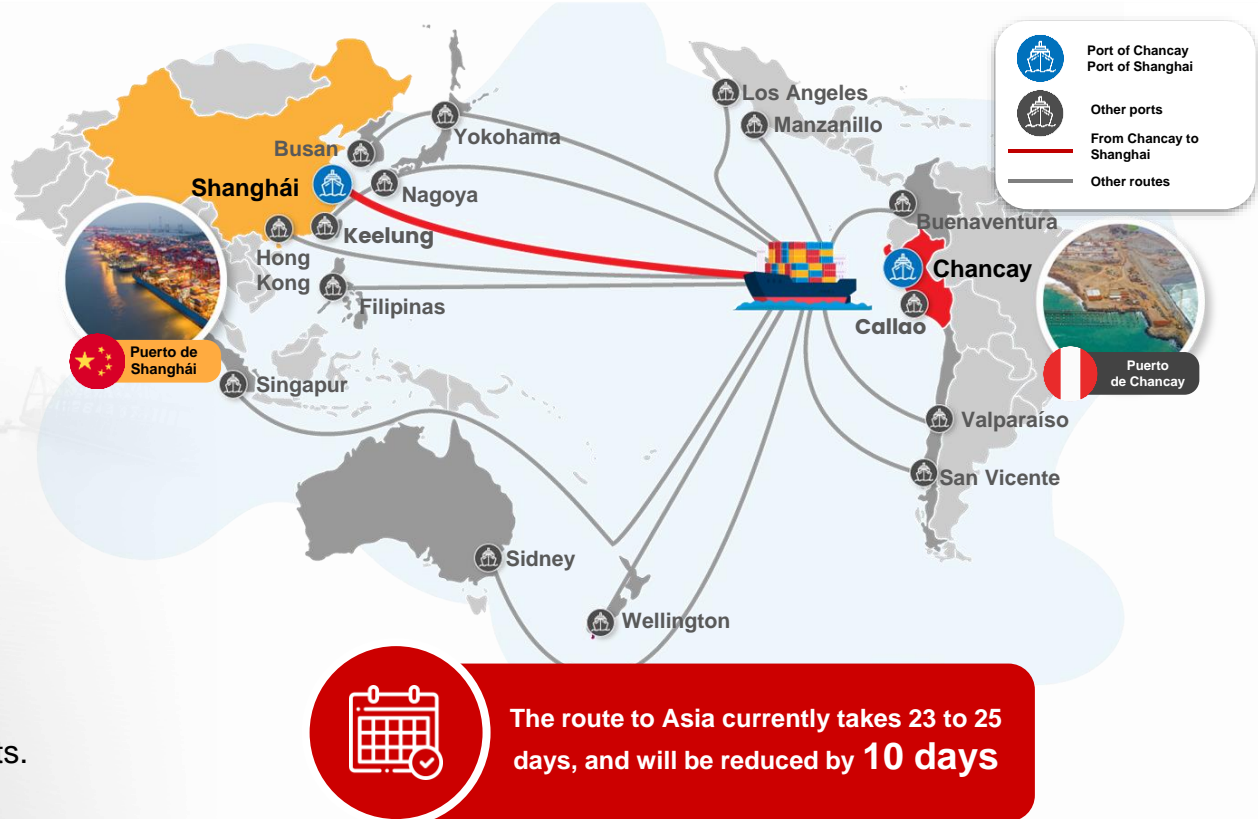 Port of Chancay
Port of Shanghai
Other ports
From Chancay to
Shanghai
Other routes
Los Angeles
Manzanillo
Yokohama
Busan
Shanghái
Nagoya
Keelung
Hong
Kong
Filipinas
Buenaventura
Chancay
Callao
Puerto de
Shanghái
Puerto
de Chancay
Singapur
Valparaíso
San Vicente
Sidney
Wellington
The route to Asia currently takes 23 to 25
days, and will be reduced by 10 days
ts.